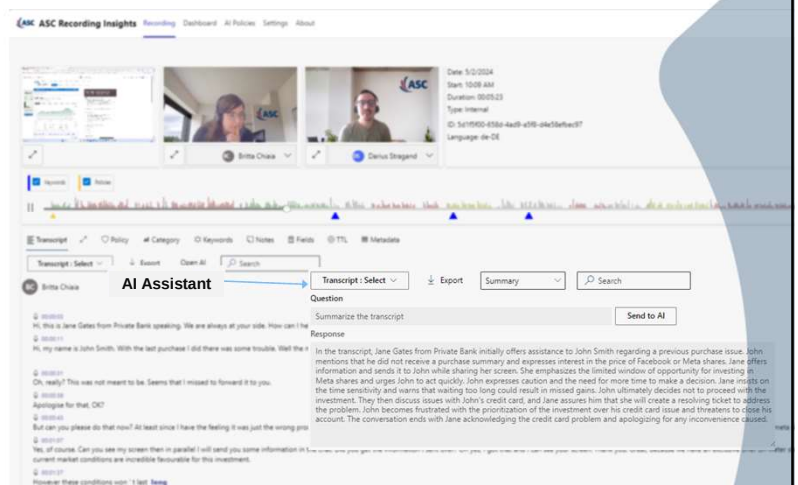 ASC ASC Recording Insights Recording Dashboard AI Policies Settings About
ASC
ASC
Date: 5/2/2024
Start: 10:08 AM
Duration: 00:05:23
Type: Internal
Language: de-DE
Britta Chiaia
Darius Stragand
Keywords Policies
Transcript Policy Category Keywords Notes Fields TTL Metadata
Transcript : Select Export Open AI Search
BC Britta Chiaia
AI Assistant
Transcript : Select Export Summary Search
Question
Summarize the transcript Send to AI
Response
In the transcript, Jane Gates from Private Bank initially offers assistance to John Smith regarding a previous purchase issue. John
mentions that he did not receive a purchase summary and expresses interest in the price of Facebook or Meta shares. Jane offers
information and sends it to John while sharing her screen. She emphasizes the limited window of opportunity for investing in
Meta shares and urges John to act quickly. John expresses caution and the need for more time to make a decision. Jane insists on
the time sensitivity and warns that waiting too long could result in missed gains. John ultimately decides not to proceed with the
investment. They then discuss issues with John's credit card, and Jane assures him that she will create a resolving ticket to address
the problem. John becomes frustrated with the prioritization of the investment over his credit card issue and threatens to close his
account. The conversation ends with Jane acknowledging the credit card problem and apologizing for any inconvenience caused.
Hi, this is Jane Gates from Private Bank speaking. We are always at your side. How can I he
Hi, my name is John Smith. With the last purchase I did there was some trouble. Well the r
Oh, really? This was not meant to be. Seems that I missed to forward it to you.
Apologise for that, OK?
But can you please do that now? At least since I have the feeling it was just the wrong pro
Yes, of course. Can you see my screen then in parallel I will send you some information in
current market conditions are incredible favourable for this investment.
However these conditions won 't last long